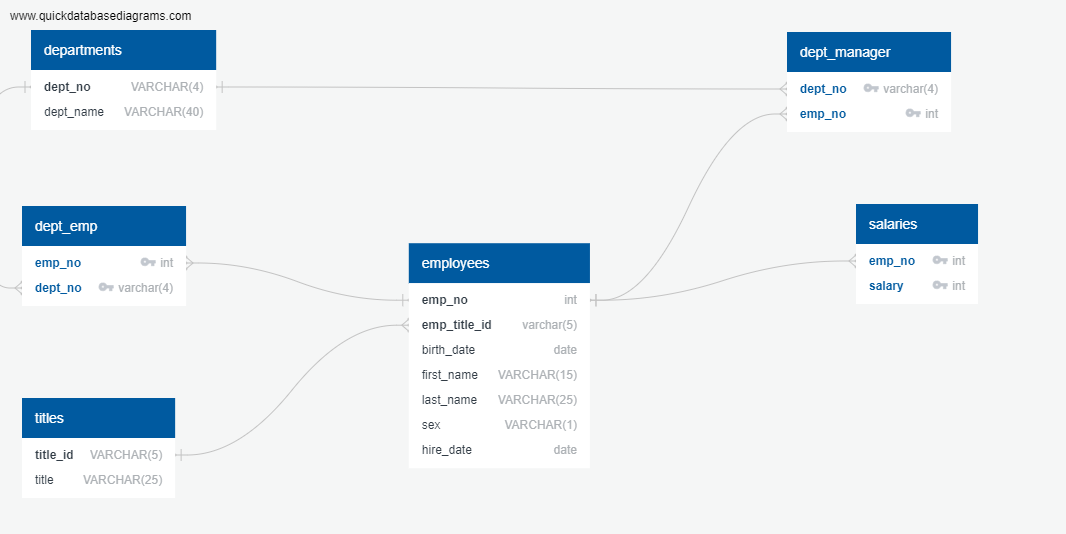 www.quickdatabasediagrams.com
departments
dept_no VARCHAR(4)
dept_name VARCHAR(40)
dept_manager
dept_no varchar(4)
emp_no int
dept_emp
emp_no int
dept_no varchar(4)
employees
emp_no int
emp_title_id varchar(5)
birth_date date
first_name VARCHAR(15)
last_name VARCHAR(25)
sex VARCHAR(1)
hire_date date
salaries
emp_no int
salary int
titles
title_id VARCHAR(5)
title VARCHAR(25)